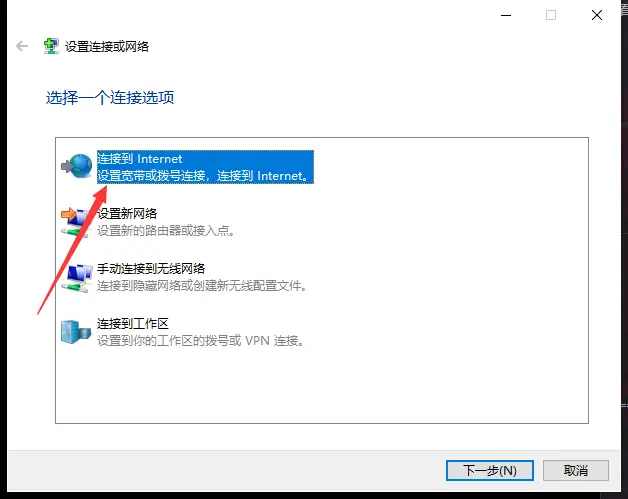 设置连接或网络
选择一个连接选项
连接到 Internet
设置宽带或拨号连接，连接到 Internet。
设置新网络
设置新的路由器或接入点。
手动连接到无线网络
连接到隐藏网络或创建新无线配置文件。
连接到工作区
设置到你的工作区的拨号或 VPN 连接。
下一步(N)
取消